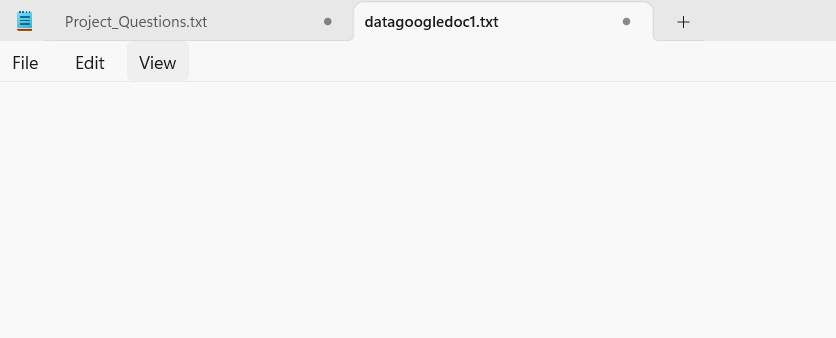 Project_Questions.txt datagoogledoc1.txt
File Edit View